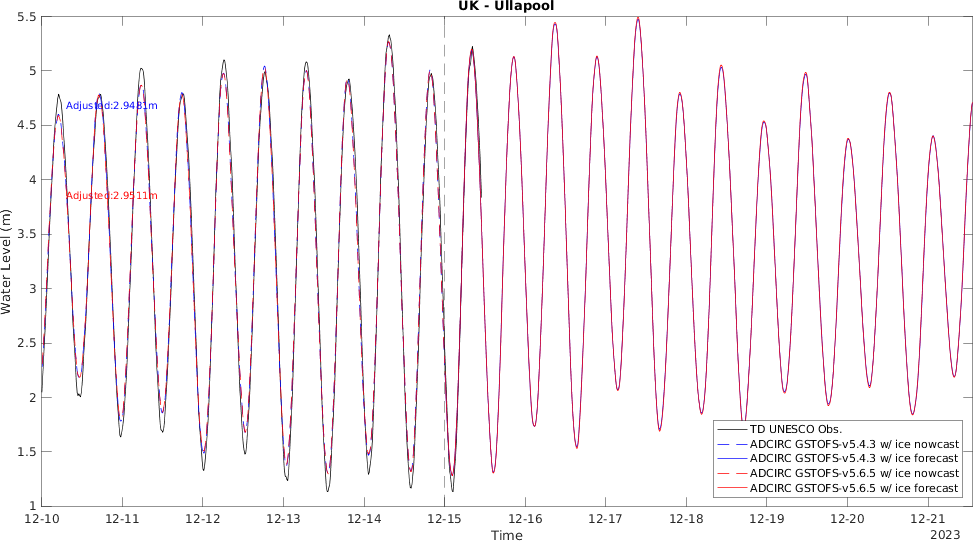 UK - Ullapool
5.5
5
4.5
4
3.5
3
2.5
2
1.5
1
Water Level (m)
Adjusted:2.9481m
Adjusted:2.9511m
TD UNESCO Obs.
ADCIRC GSTOFS-v5.4.3 w/ ice nowcast
ADCIRC GSTOFS-v5.4.3 w/ ice forecast
ADCIRC GSTOFS-v5.6.5 w/ ice nowcast
ADCIRC GSTOFS-v5.6.5 w/ ice forecast
12-10 12-11 12-12 12-13 12-14 12-15 12-16 12-17 12-18 12-19 12-20 12-21
Time
2023